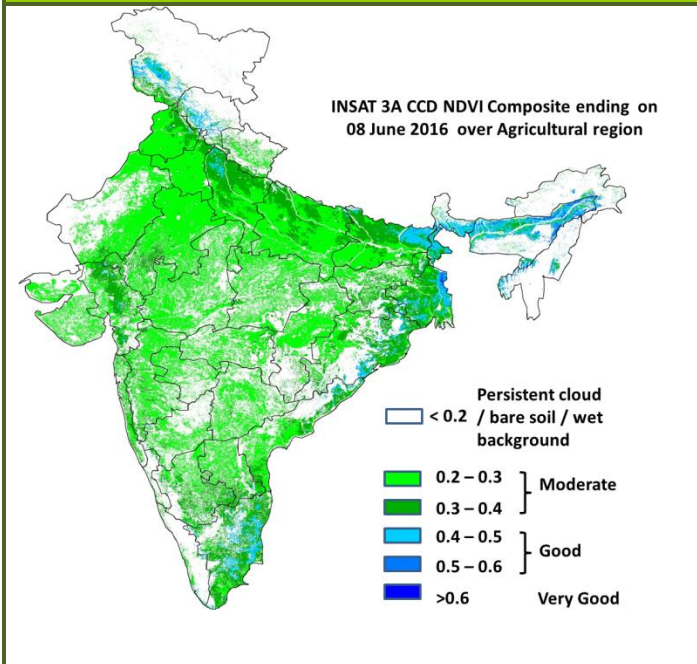 INSAT 3A CCD NDVI Composite ending on
08 June 2016 over Agricultural region
< 0.2
Persistent cloud
/ bare soil / wet
background
0.2 – 0.3
0.3 – 0.4
Moderate
0.4 – 0.5
0.5 – 0.6
Good
>0.6 Very Good